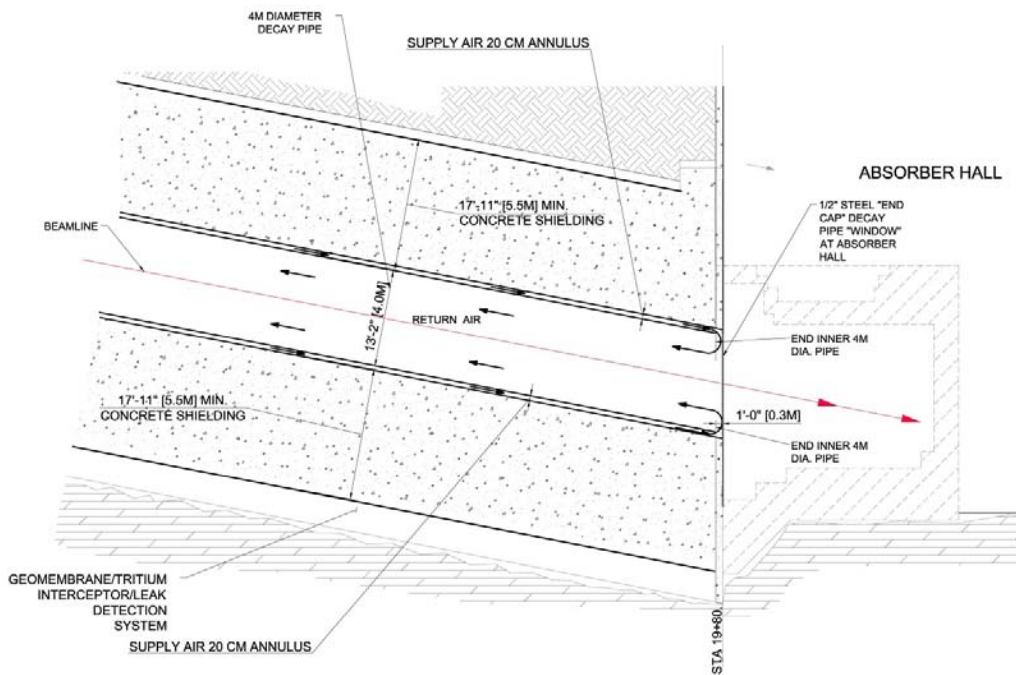 4M DIAMETER
DECAY PIPE
SUPPLY AIR 20 CM ANNULUS
ABSORBER HALL
17'-11" [5.5M] MIN.
CONCRETE SHIELDING
1/2" STEEL "END
CAP" DECAY
PIPE "WINDOW"
AT ABSORBER
HALL
BEAMLINE
13'-2" [4.0M]
RETURN AIR
END INNER 4M
DIA. PIPE
17'-11" [5.5M] MIN.
CONCRETE SHIELDING
1'-0" [0.3M]
END INNER 4M
DIA. PIPE
GEOMEMBRANE/TRITIUM
INTERCEPTOR/LEAK
DETECTION
SYSTEM
SUPPLY AIR 20 CM ANNULUS
STA 19+80